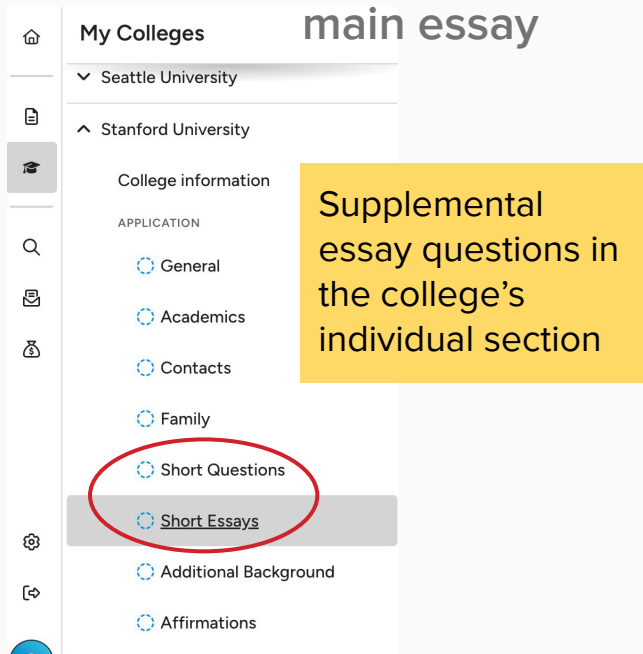 main essay
My Colleges
Seattle University
Stanford University
College information
APPLICATION
General
Academics
Contacts
Family
Short Questions
Short Essays
Additional Background
Affirmations
Supplemental
essay questions in
the college’s
individual section